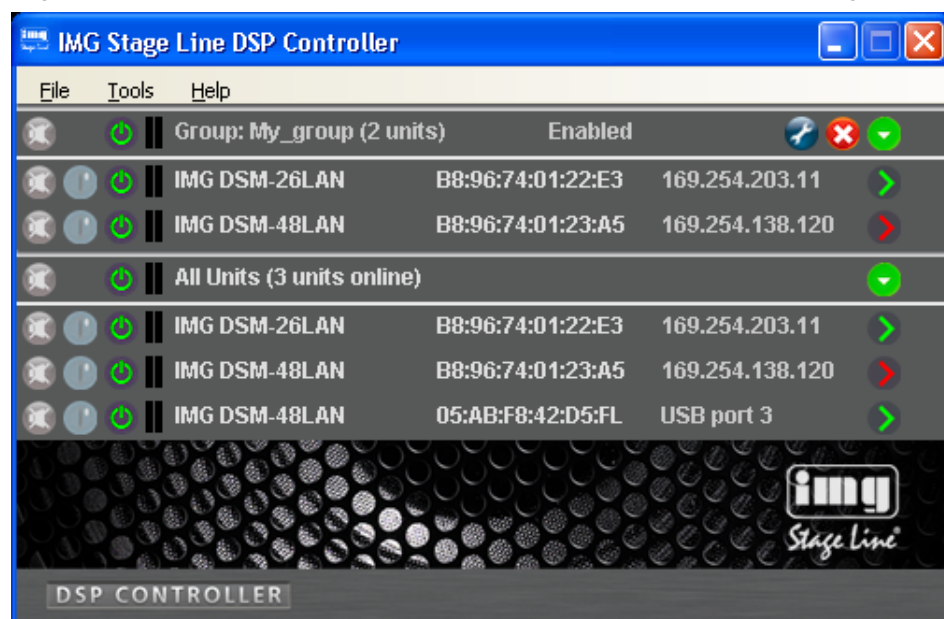 IMG Stage Line DSP Controller
File Tools Help
Group: My_group (2 units) Enabled
IMG DSM-26LAN B8:96:74:01:22:E3 169.254.203.11
IMG DSM-48LAN B8:96:74:01:23:A5 169.254.138.120
All Units (3 units online)
IMG DSM-26LAN B8:96:74:01:22:E3 169.254.203.11
IMG DSM-48LAN B8:96:74:01:23:A5 169.254.138.120
IMG DSM-48LAN 05:AB:F8:42:D5:FL USB port 3
img
Stage Line®
DSP CONTROLLER